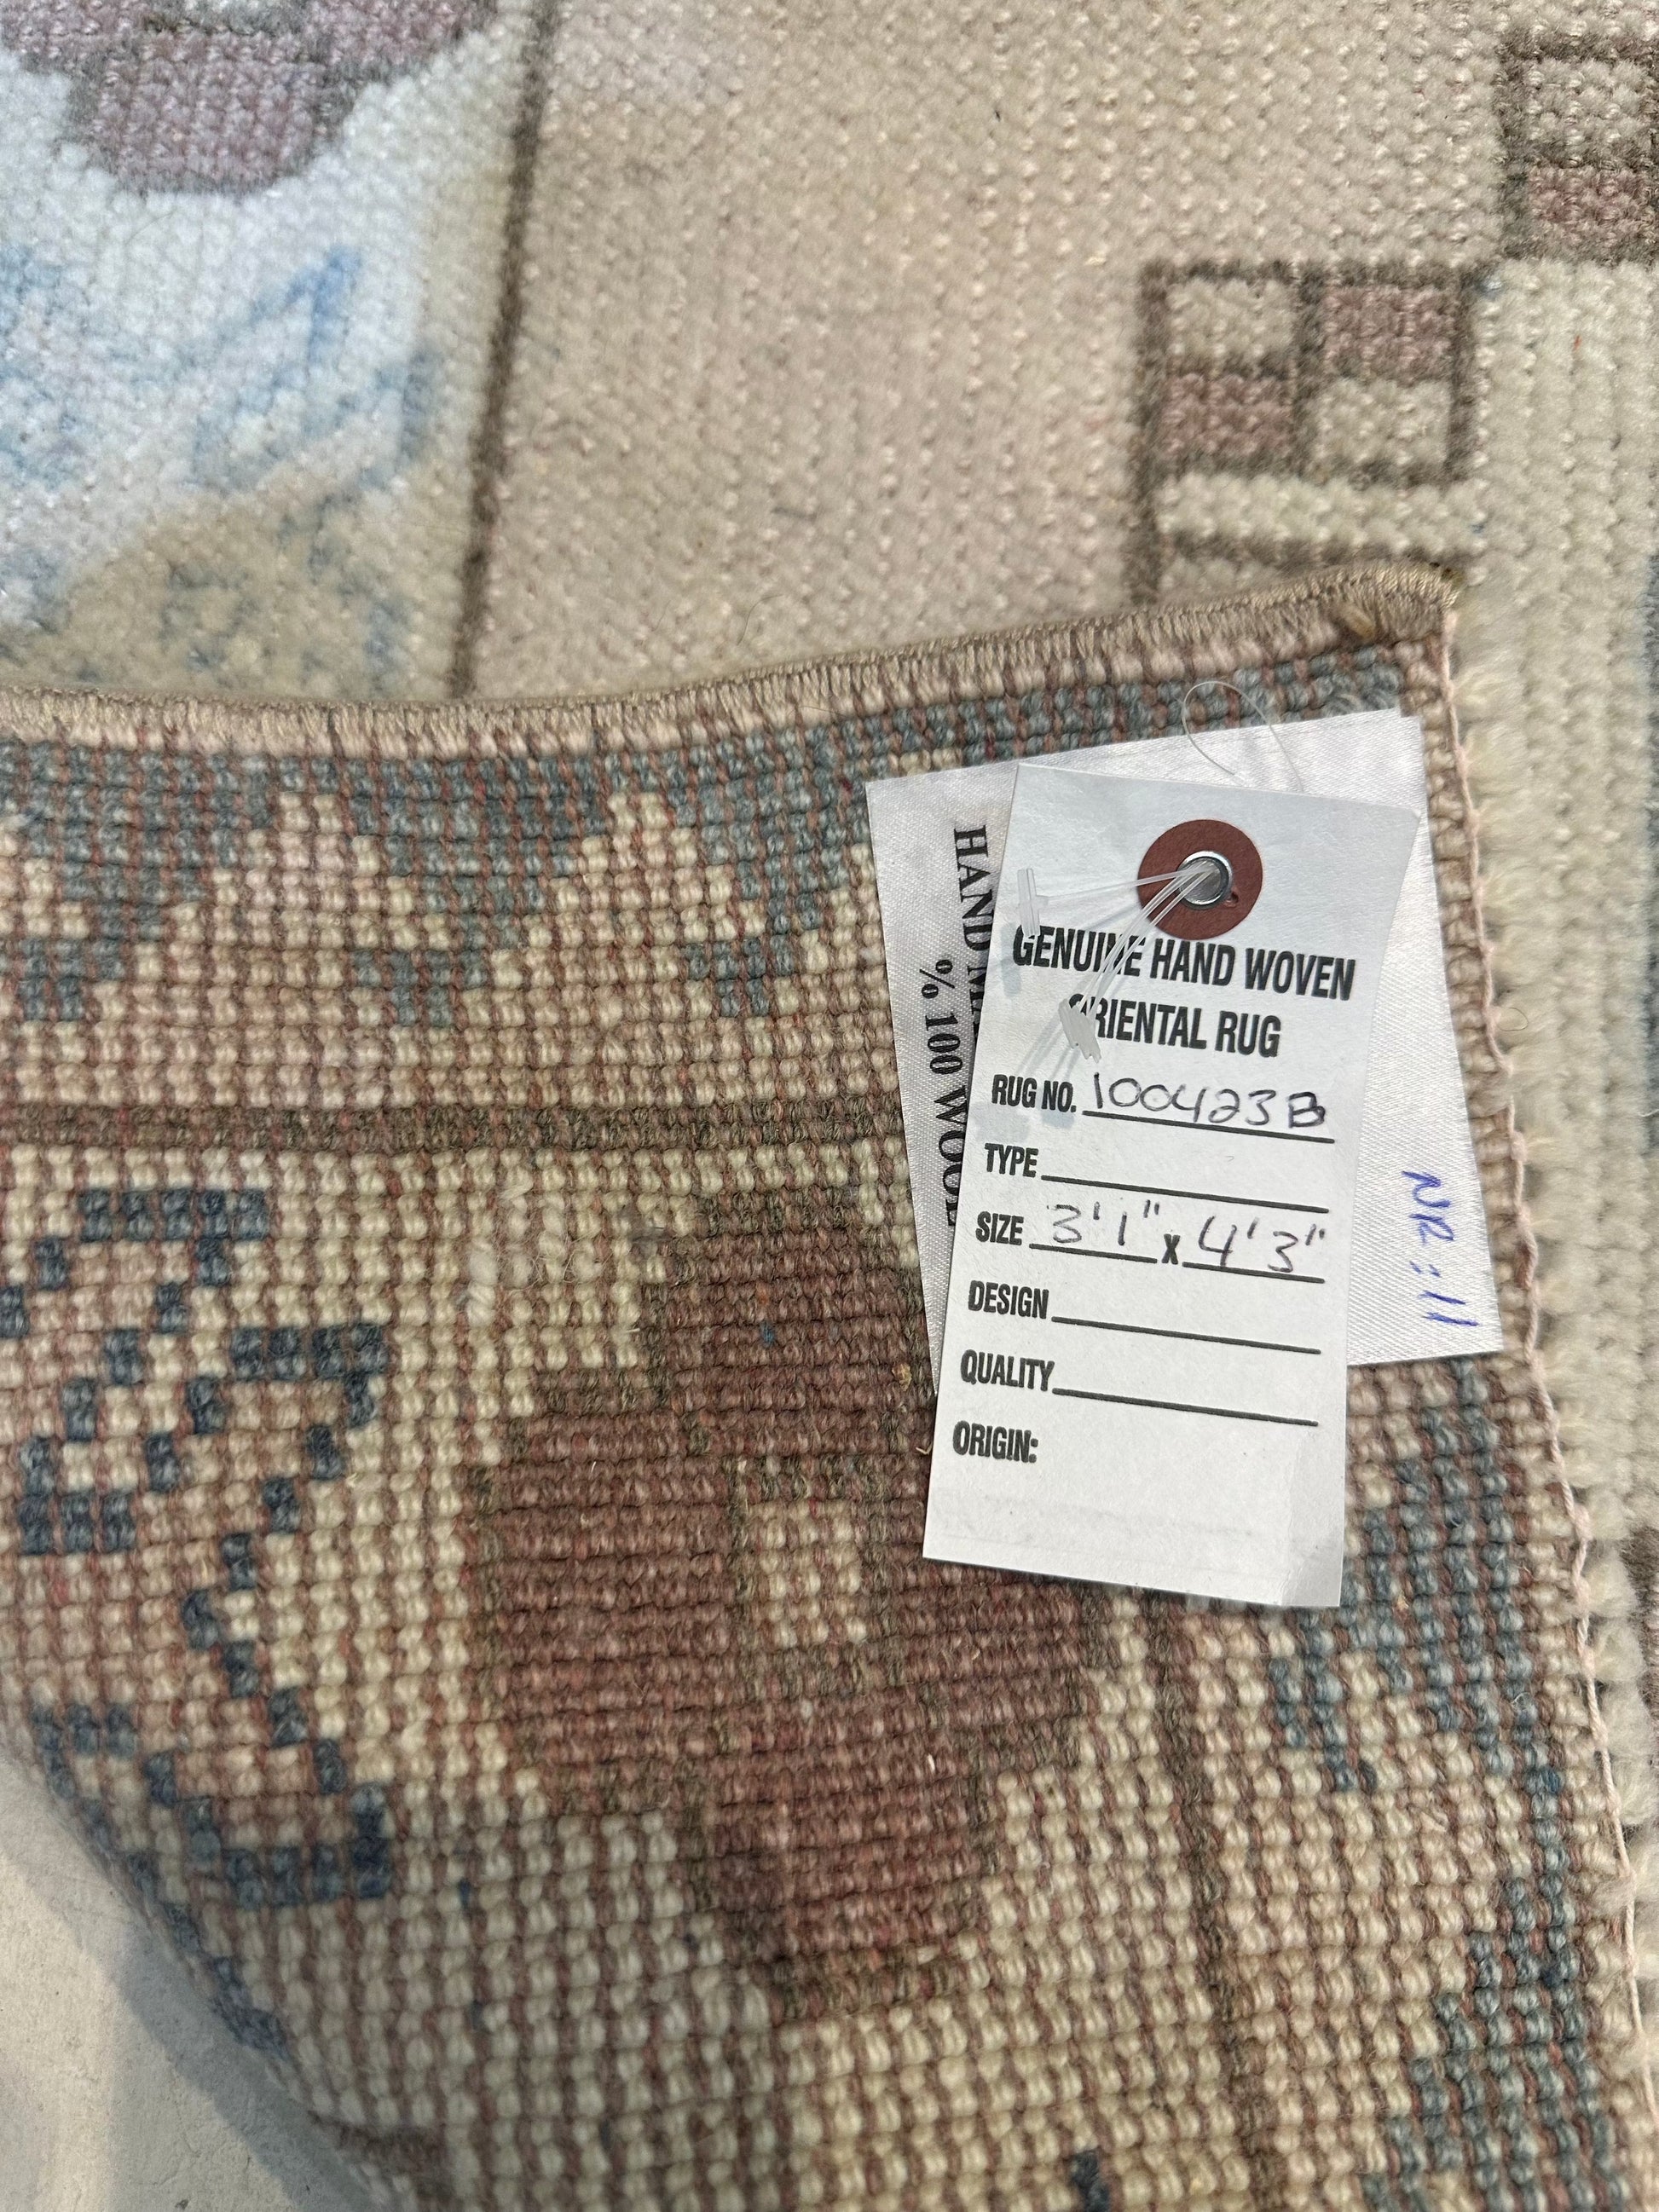 GENUINE HAND WOVEN
ORIENTAL RUG
RUG NO. 100423B
TYPE
SIZE 3'1" X 4'3"
DESIGN
QUALITY
ORIGIN:
HAND
% 100 WOOL
NR: 11